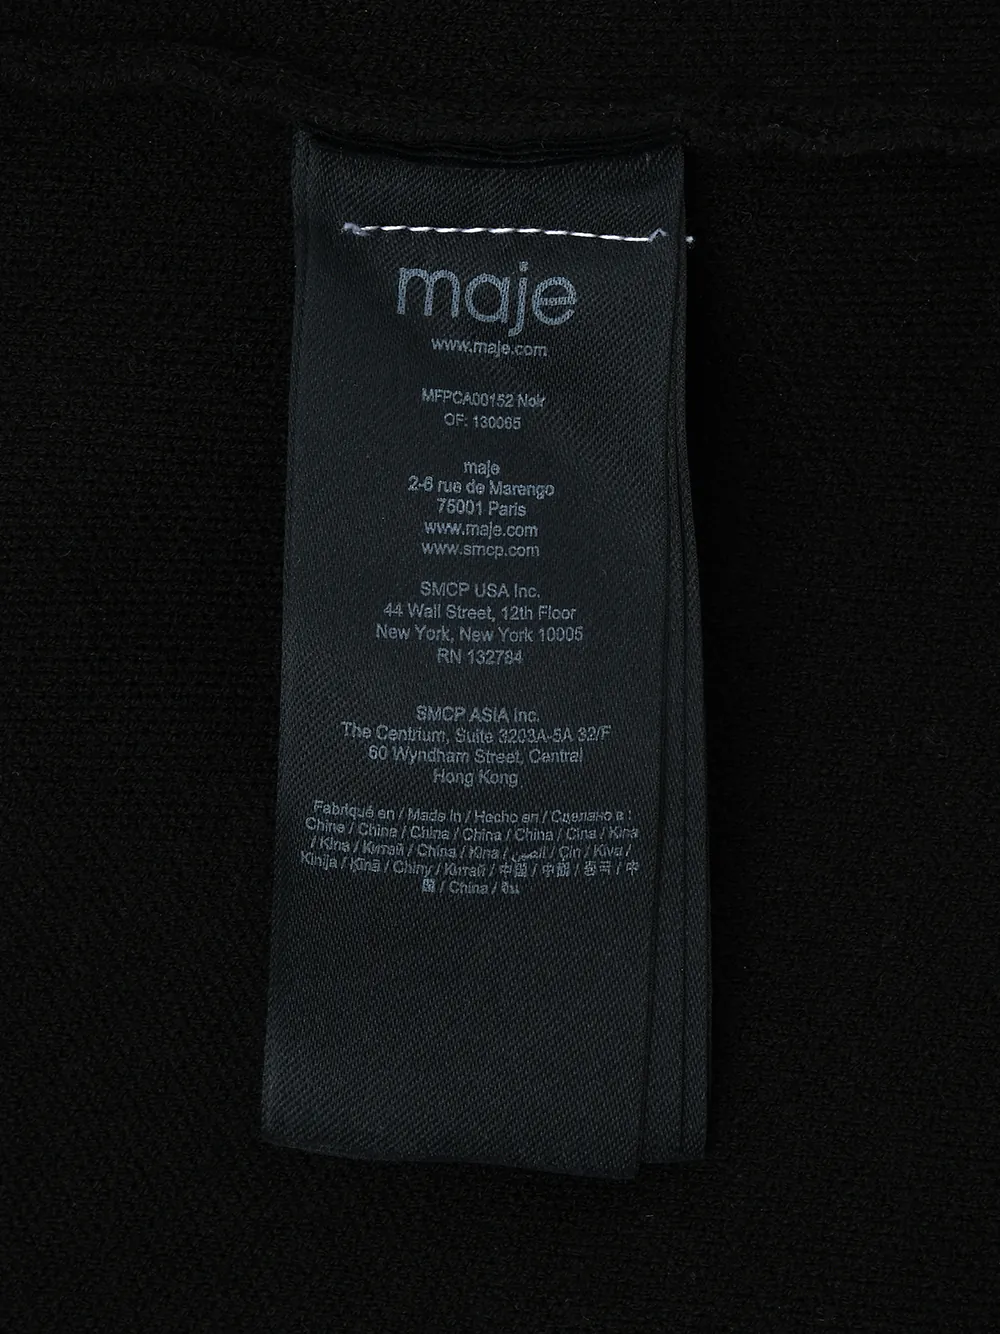 maje
www.maje.com
MFPCA00152 Noir
OF: 130065
maje
2-6 rue de Marengo
75001 Paris
www.maje.com
www.smcp.com
SMCP USA Inc.
44 Wall Street, 12th Floor
New York, New York 10005
RN 132784
SMCP ASIA Inc.
The Centrium, Suite 3203A-5A 32/F
60 Wyndham Street, Central
Hong Kong
Fabriqué en / Made in / Hecho en / Сделано в :
Chine / China / China / China / China / Cina / Kina
/ Kina / Китай / China / Kina / الصين / Çin / Kiva /
Kiinija / Ķīna / Chiny / Китай / 中国 / 中國 / 중국 / 中
国 / China / จีน